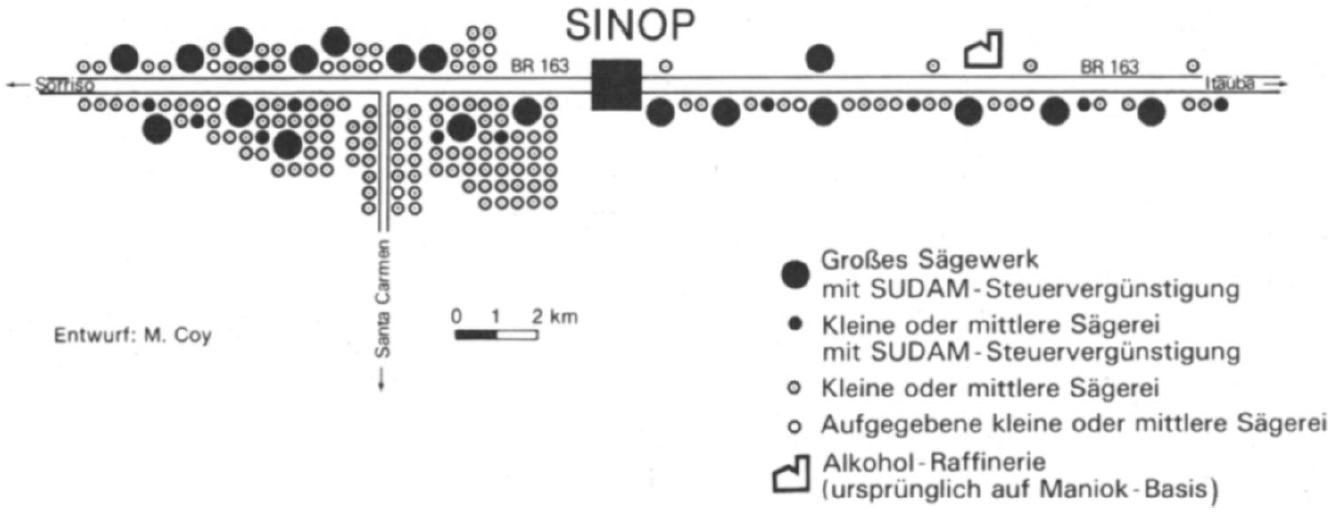 SINOP
BR 163
BR 163
Sorriso
Itauba
Santa Carmen
0 1 2 km
Entwurf: M. Coy
Großes Sägewerk
mit SUDAM-Steuervergünstigung
Kleine oder mittlere Sägerei
mit SUDAM-Steuervergünstigung
Kleine oder mittlere Sägerei
Aufgegebene kleine oder mittlere Sägerei
Alkohol-Raffinerie
(ursprünglich auf Maniok-Basis)